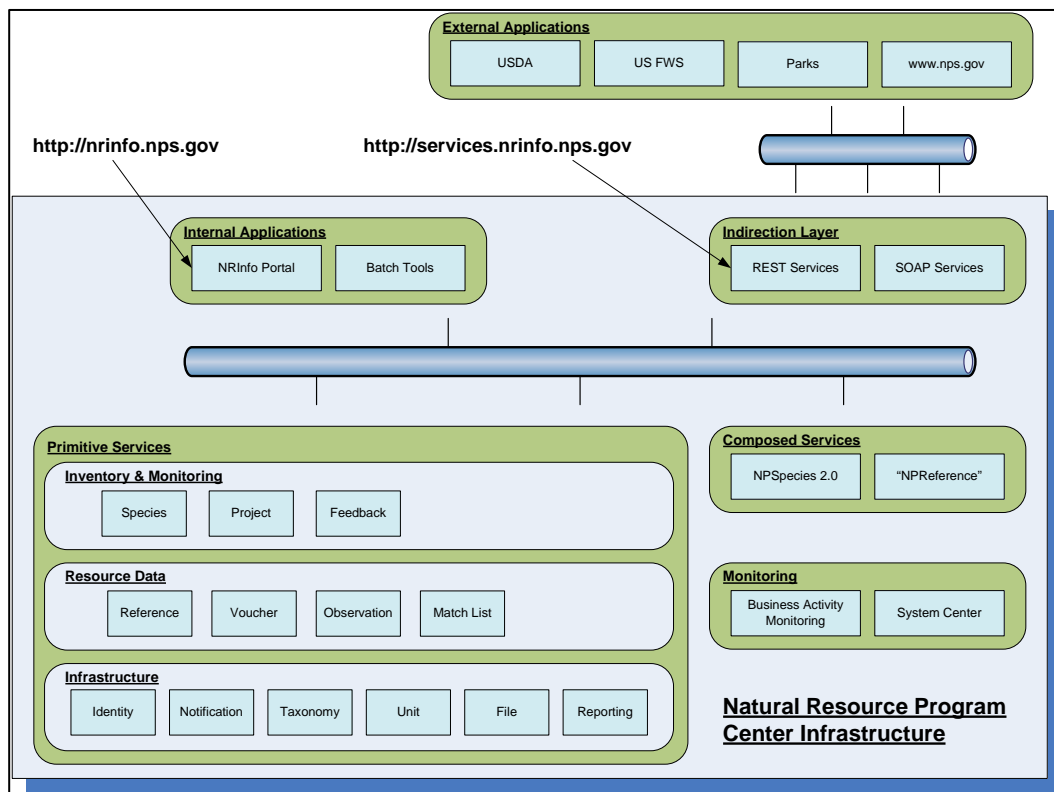 External Applications
USDA
US FWS
Parks
www.nps.gov
http://nrinfo.nps.gov
http://services.nrinfo.nps.gov
Internal Applications
NRInfo Portal
Batch Tools
Indirection Layer
REST Services
SOAP Services
Primitive Services
Inventory & Monitoring
Species
Project
Feedback
Resource Data
Reference
Voucher
Observation
Match List
Infrastructure
Identity
Notification
Taxonomy
Unit
File
Reporting
Composed Services
NPSpecies 2.0
“NPReference”
Monitoring
Business Activity
Monitoring
System Center
Natural Resource Program
Center Infrastructure